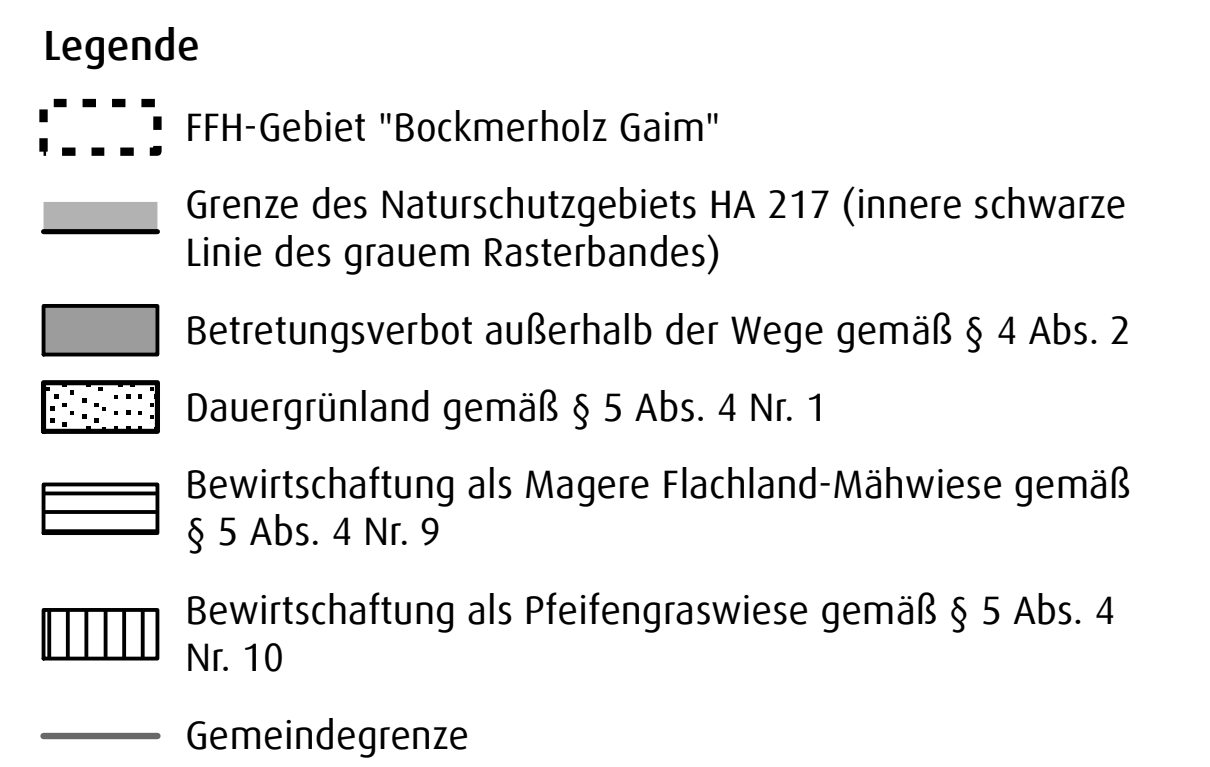 Legende
FFH-Gebiet "Bockmerholz Gaim"
Grenze des Naturschutzgebiets HA 217 (innere schwarze
Linie des grauem Rasterbandes)
Betretungsverbot außerhalb der Wege gemäß § 4 Abs. 2
Dauergrünland gemäß § 5 Abs. 4 Nr. 1
Bewirtschaftung als Magere Flachland-Mähwiese gemäß
§ 5 Abs. 4 Nr. 9
Bewirtschaftung als Pfeifengraswiese gemäß § 5 Abs. 4
Nr. 10
Gemeindegrenze